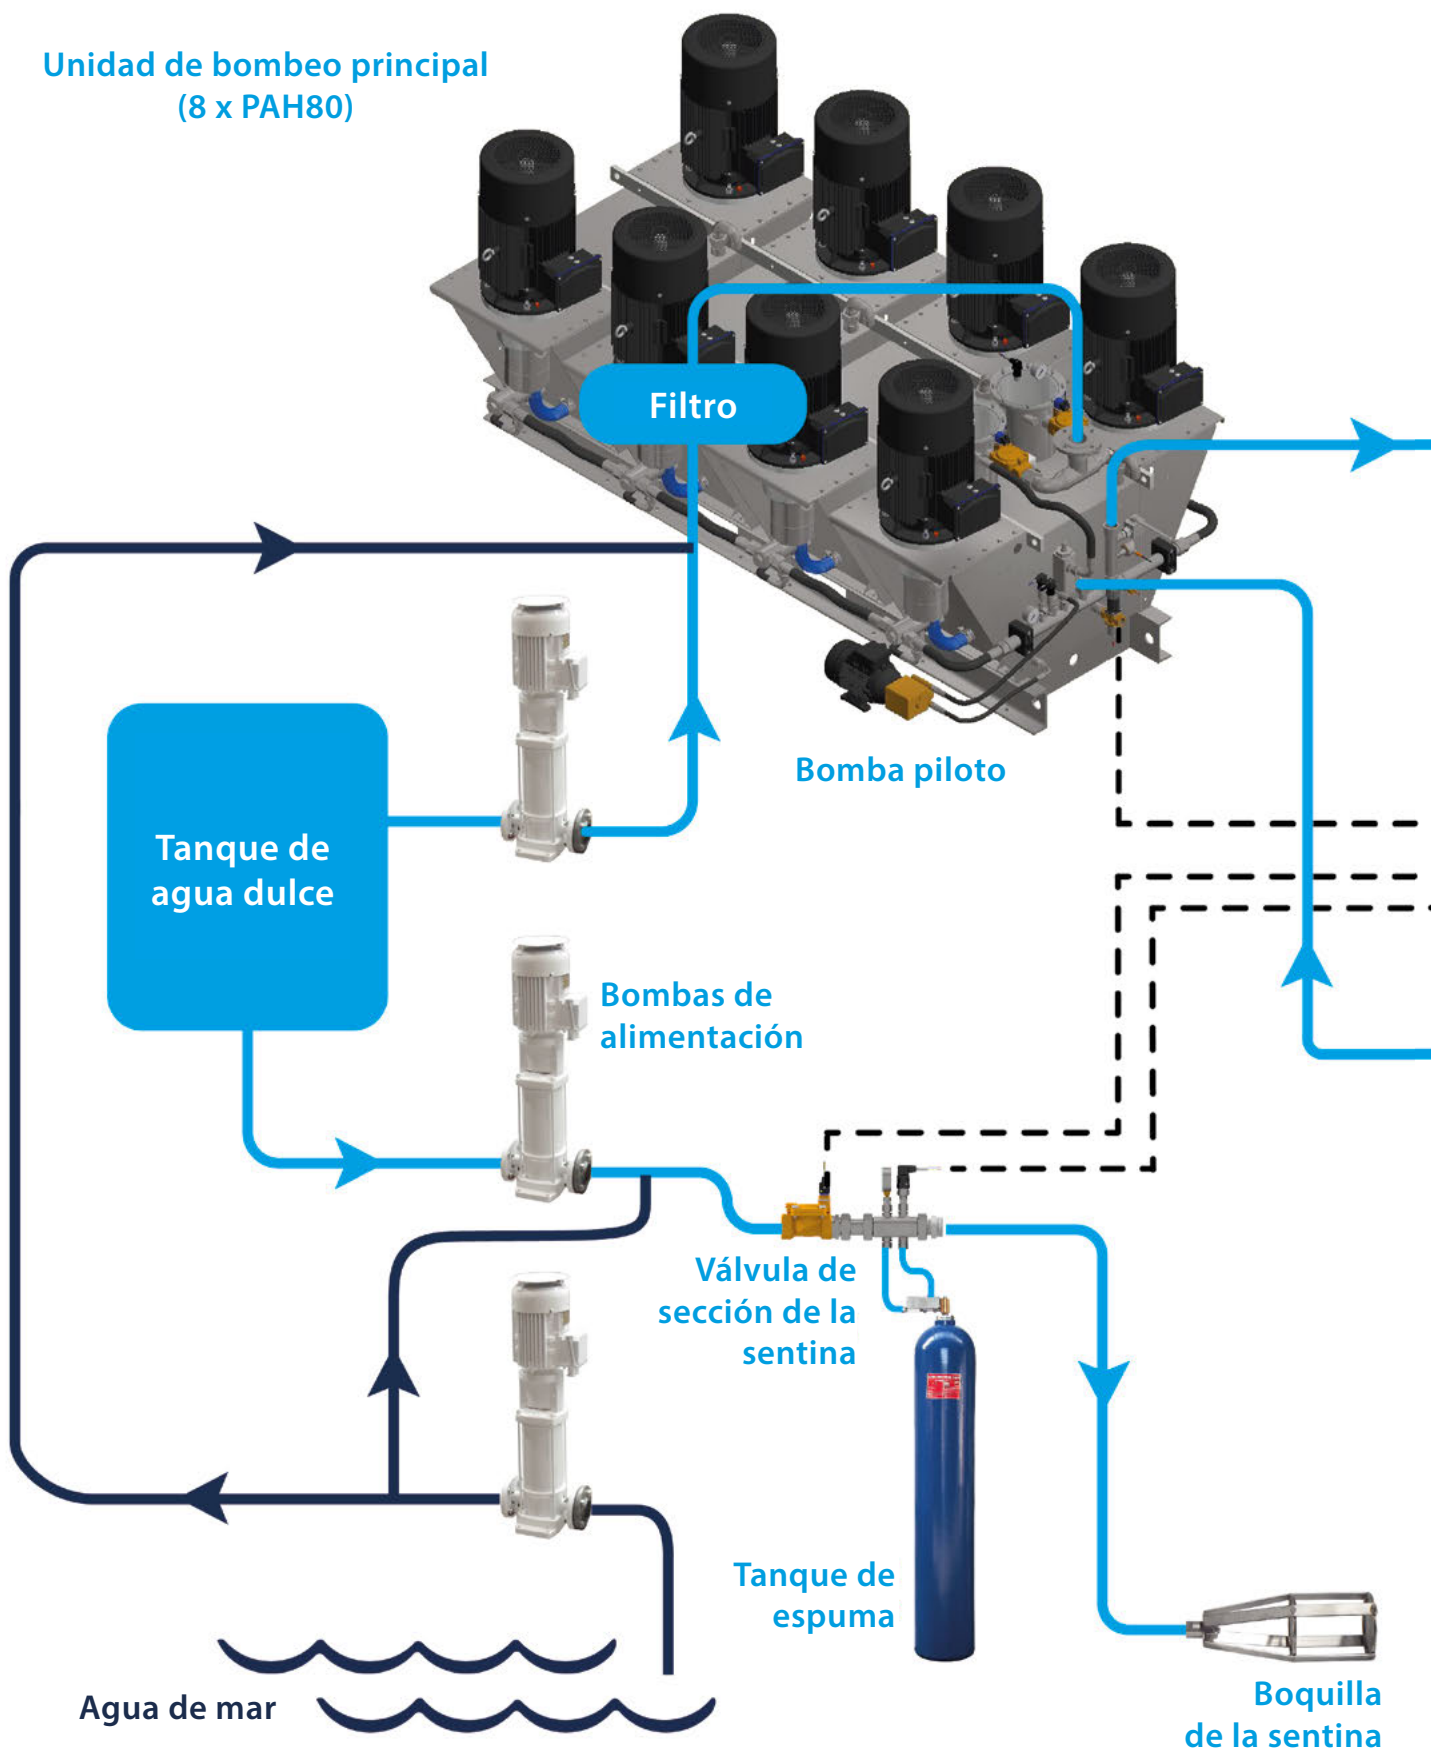 Unidad de bombeo principal
(8 x PAH80)
Filtro
Bomba piloto
Tanque de
agua dulce
Bombas de
alimentación
Válvula de
sección de la
sentina
Tanque de
espuma
Agua de mar
Boquilla
de la sentina